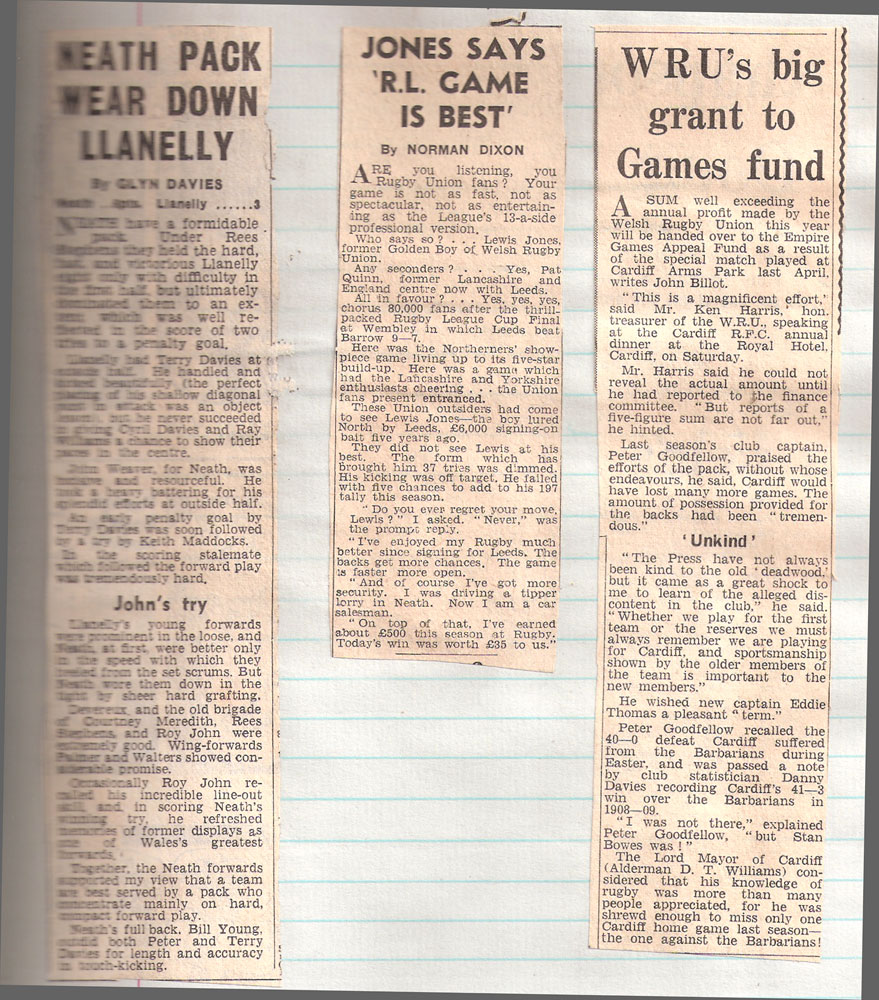 NEATH PACK
WEAR DOWN
LLANELLY
By GLYN DAVIES
Neath 6pts. Llanelly ......3
NEATH have a formidable
pack. Under Rees
Stephens they held the hard,
fast, and victorious Llanelly
eight only with difficulty in
the first half, but ultimately
dominated them to an ex-
tent which was well re-
flected in the score of two
tries to a penalty goal.
Llanelly had Terry Davies at
half. He handled and
kicked beautifully (the perfect
placing of his shallow diagonal
punt in attack was an object
lesson), but he never succeeded
in giving Cyril Davies and Ray
Williams a chance to show their
paces in the centre.
John Weaver, for Neath, was
incisive and resourceful. He
took a heavy battering for his
splendid efforts at outside half.
An early penalty goal by
Terry Davies was soon followed
by a try by Keith Maddocks.
In the scoring stalemate
which followed the forward play
was tremendously hard.
John's try
Llanelly's young forwards
were prominent in the loose, and
Neath, at first, were better only
in the speed with which they
heeled from the set scrums. But
Neath wore them down in the
tight by sheer hard grafting.
Devereux, and the old brigade
of Courtney Meredith, Rees
Stephens, and Roy John were
extremely good. Wing-forwards
Palmer and Walters showed con-
siderable promise.
Occasionally Roy John re-
called his incredible line-out
skill, and, in scoring Neath's
winning try, he refreshed
memories of former displays as
one of Wales's greatest
forwards.
Together, the Neath forwards
supported my view that a team
are best served by a pack who
concentrate mainly on hard,
compact forward play.
Neath's full back, Bill Young,
outdid both Peter and Terry
Davies for length and accuracy
in touch-kicking.
JONES SAYS
'R.L. GAME
IS BEST'
By NORMAN DIXON
ARE you listening, you
Rugby Union fans? Your
game is not as fast, not as
spectacular, not as entertain-
ing as the League's 13-a-side
professional version.
Who says so? . . . Lewis Jones,
former Golden Boy of Welsh Rugby
Union.
Any seconders? . . . Yes, Pat
Quinn, former Lancashire and
England centre now with Leeds.
All in favour? . . . Yes, yes, yes,
chorus 80,000 fans after the thrill-
packed Rugby League Cup Final
at Wembley in which Leeds beat
Barrow 9—7.
Here was the Northerners' show-
piece game living up to its five-star
build-up. Here was a game which
had the Lancashire and Yorkshire
enthusiasts cheering . . . the Union
fans present entranced.
These Union outsiders had come
to see Lewis Jones—the boy lured
North by Leeds, £6,000 signing-on
bait five years ago.
They did not see Lewis at his
best. The form which has
brought him 37 tries was dimmed.
His kicking was off target. He failed
with five chances to add to his 197
tally this season.
"Do you ever regret your move,
Lewis?" I asked. "Never," was
the prompt reply.
"I've enjoyed my Rugby much
better since signing for Leeds. The
backs get more chances. The game
is faster more open.
"And of course I've got more
security. I was driving a tipper
lorry in Neath. Now I am a car
salesman.
"On top of that, I've earned
about £500 this season at Rugby.
Today's win was worth £35 to us."
WRU's big
grant to
Games fund
A SUM well exceeding the
annual profit made by the
Welsh Rugby Union this year
will be handed over to the Empire
Games Appeal Fund as a result
of the special match played at
Cardiff Arms Park last April,
writes John Billot.
"This is a magnificent effort,'
said Mr. Ken Harris,' hon.
treasurer of the W.R.U., speaking
at the Cardiff R.F.C. annual
dinner at the Royal Hotel,
Cardiff, on Saturday.
Mr. Harris said he could not
reveal the actual amount until
he had reported to the finance
committee. "But reports of a
five-figure sum are not far out,"
he hinted.
Last season's club captain,
Peter Goodfellow, praised the
efforts of the pack, without whose
endeavours, he said, Cardiff would
have lost many more games. The
amount of possession provided for
the backs had been "tremen-
dous."
'Unkind'
"The Press have not always
been kind to the old 'deadwood,'
but it came as a great shock to
me to learn of the alleged dis-
content in the club," he said.
"Whether we play for the first
team or the reserves we must
always remember we are playing
for Cardiff, and sportsmanship
shown by the older members of
the team is important to the
new members."
He wished new captain Eddie
Thomas a pleasant "term."
Peter Goodfellow recalled the
40—0 defeat Cardiff suffered
from the Barbarians during
Easter, and was passed a note
by club statistician Danny
Davies recording Cardiff's 41—3
win over the Barbarians in
1908—09.
"I was not there," explained
Peter Goodfellow, "but Stan
Bowes was!"
The Lord Mayor of Cardiff
(Alderman D. T. Williams) con-
sidered that his knowledge of
rugby was more than many
people appreciated, for he was
shrewd enough to miss only one
Cardiff home game last season—
the one against the Barbarians!